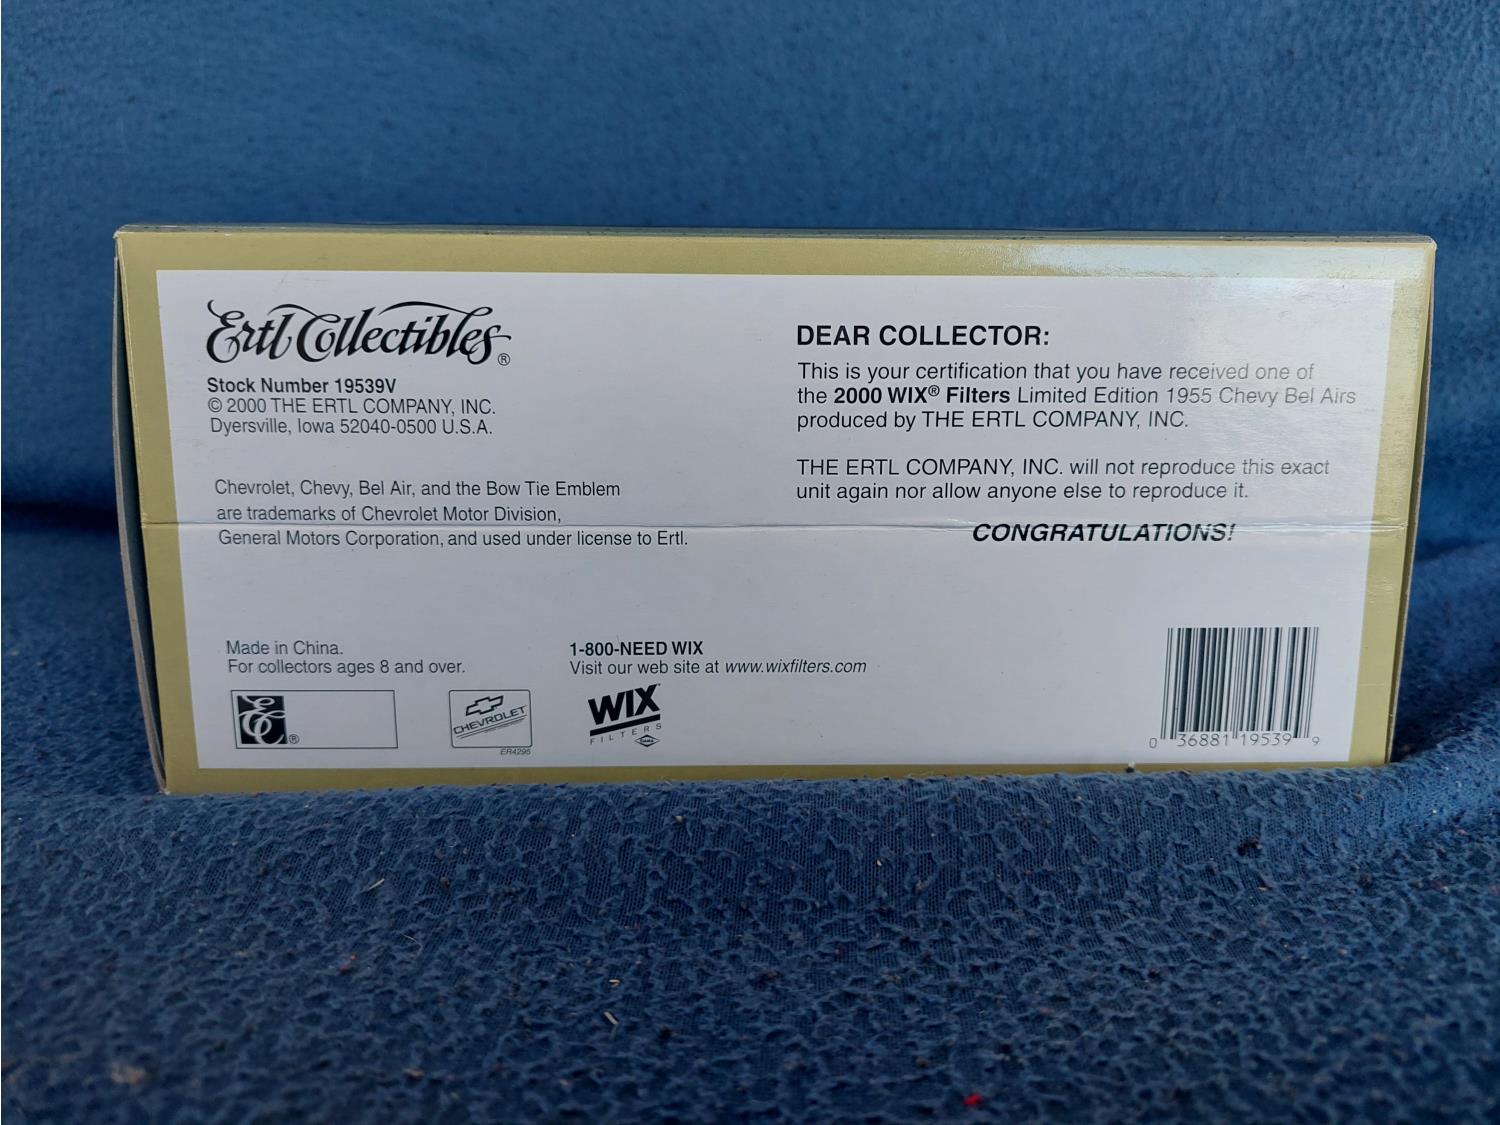 Ertl Collectibles®
Stock Number 19539V
© 2000 THE ERTL COMPANY, INC.
Dyersville, Iowa 52040-0500 U.S.A.
Chevrolet, Chevy, Bel Air, and the Bow Tie Emblem
are trademarks of Chevrolet Motor Division,
General Motors Corporation, and used under license to Ertl.
DEAR COLLECTOR:
This is your certification that you have received one of
the 2000 WIX® Filters Limited Edition 1955 Chevy Bel Airs
produced by THE ERTL COMPANY, INC.
THE ERTL COMPANY, INC. will not reproduce this exact
unit again nor allow anyone else to reproduce it.
CONGRATULATIONS!
Made in China.
For collectors ages 8 and over.
®
CHEVROLET
ER4295
1-800-NEED WIX
Visit our web site at www.wixfilters.com
WIX
FILTERS
0 36881 19539 9